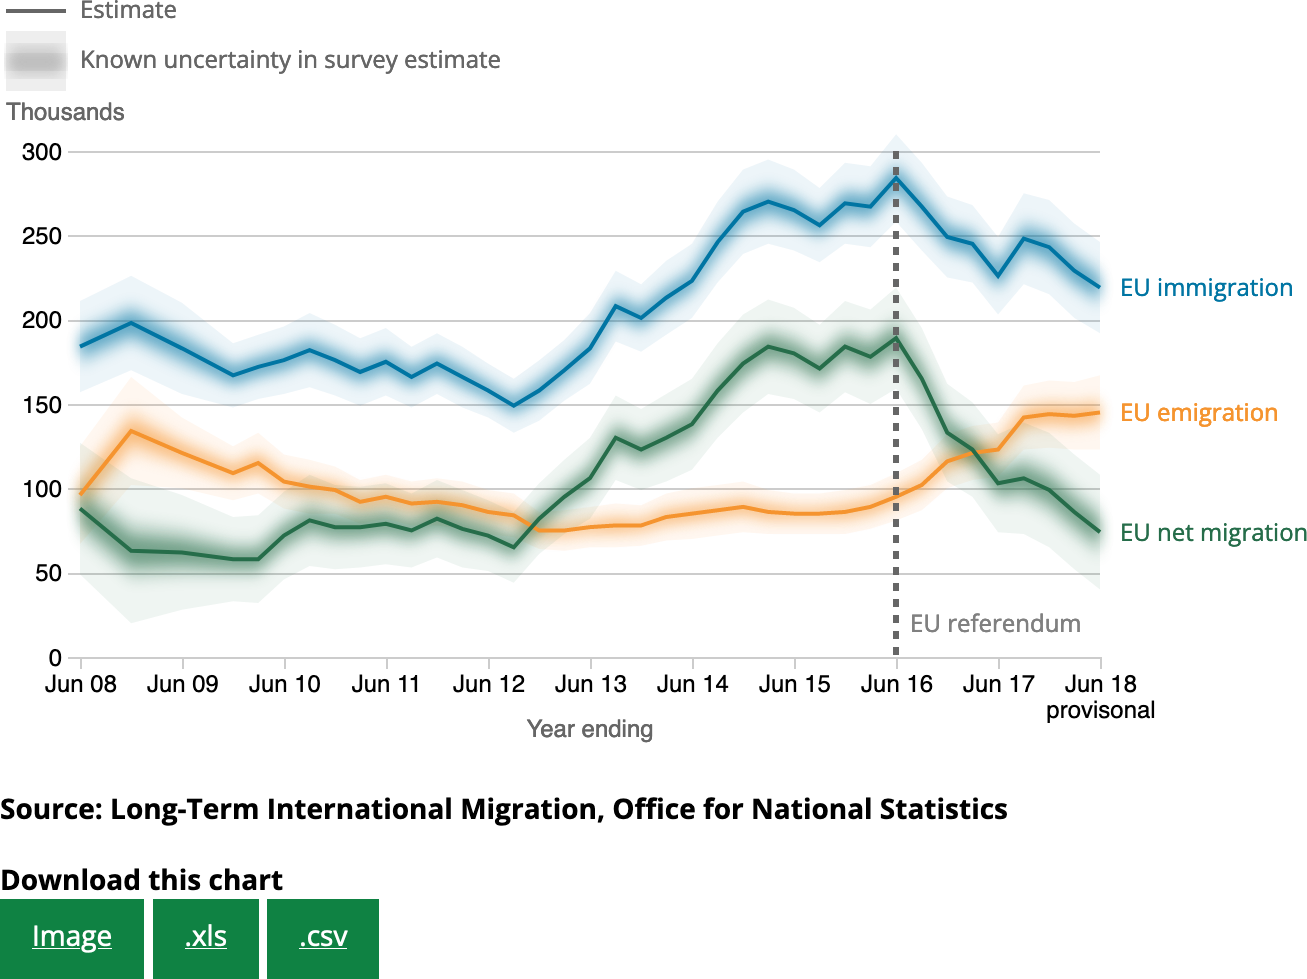 Estimate
Known uncertainty in survey estimate
Thousands
300
250
200
150
100
50
0
EU immigration
EU emigration
EU net migration
EU referendum
Jun 08 Jun 09 Jun 10 Jun 11 Jun 12 Jun 13 Jun 14 Jun 15 Jun 16 Jun 17 Jun 18
provisonal
Year ending
Source: Long-Term International Migration, Office for National Statistics
Download this chart
Image .xls .csv